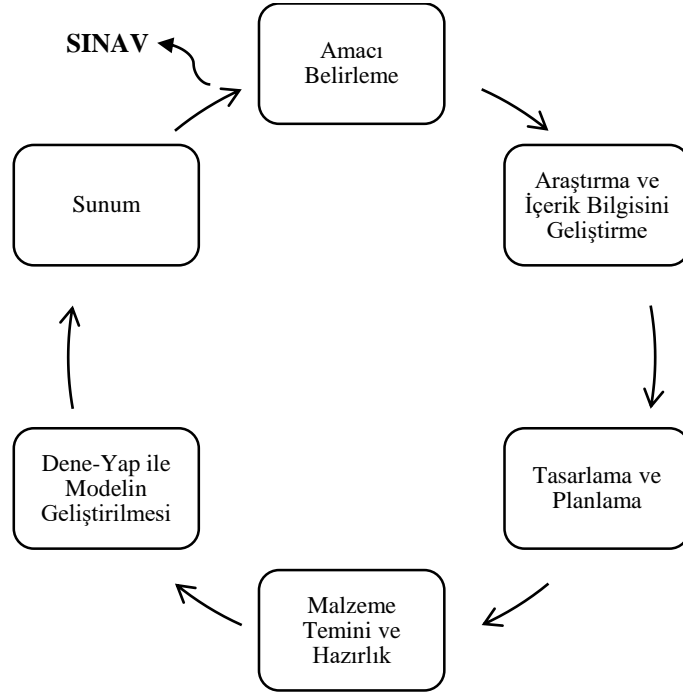 SINAV
Amacı
Belirleme
Araştırma ve
İçerik Bilgisini
Geliştirme
Tasarlama ve
Planlama
Malzeme
Temini ve
Hazırlık
Dene-Yap ile
Modelin
Geliştirilmesi
Sunum